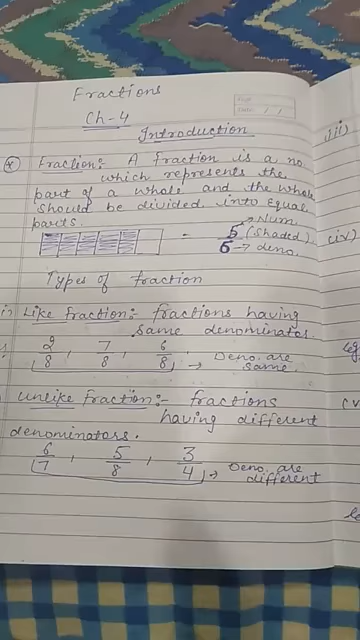 Fractions
Ch-4
Date / /
Introduction
Fraction:- A fraction is a no.
which represents the
part of a whole and the whole
should be divided into equal
parts.
= 5 → Num. (Shaded)
6 → deno.
Types of fraction
i) Like fraction:- fractions having
same denominator.
2/8, 7/8, 6/8 → Deno. are
same.
unlike fraction:- fractions
having different
denominators.
6/7, 5/8, 3/4 → Deno. are
different
iii)
iv)
(v